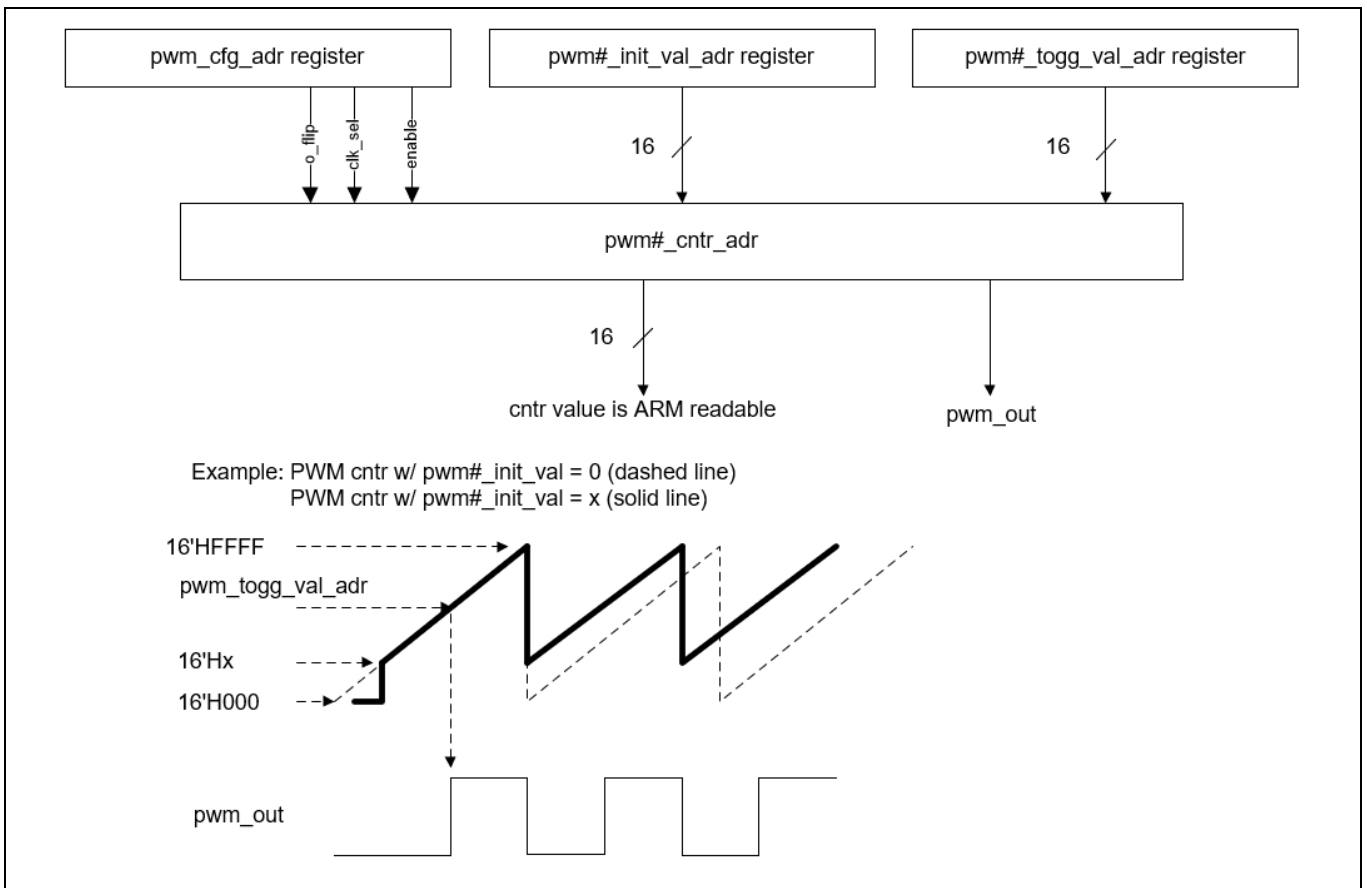 pwm_cfg_adr register
pwm#_init_val_adr register
pwm#_togg_val_adr register
o_flip
clk_sel
enable
16
16
pwm#_cntr_adr
16
cntr value is ARM readable
pwm_out
Example: PWM cntr w/ pwm#_init_val = 0 (dashed line)
PWM cntr w/ pwm#_init_val = x (solid line)
16'HFFFF
pwm_togg_val_adr
16'Hx
16'H000
pwm_out